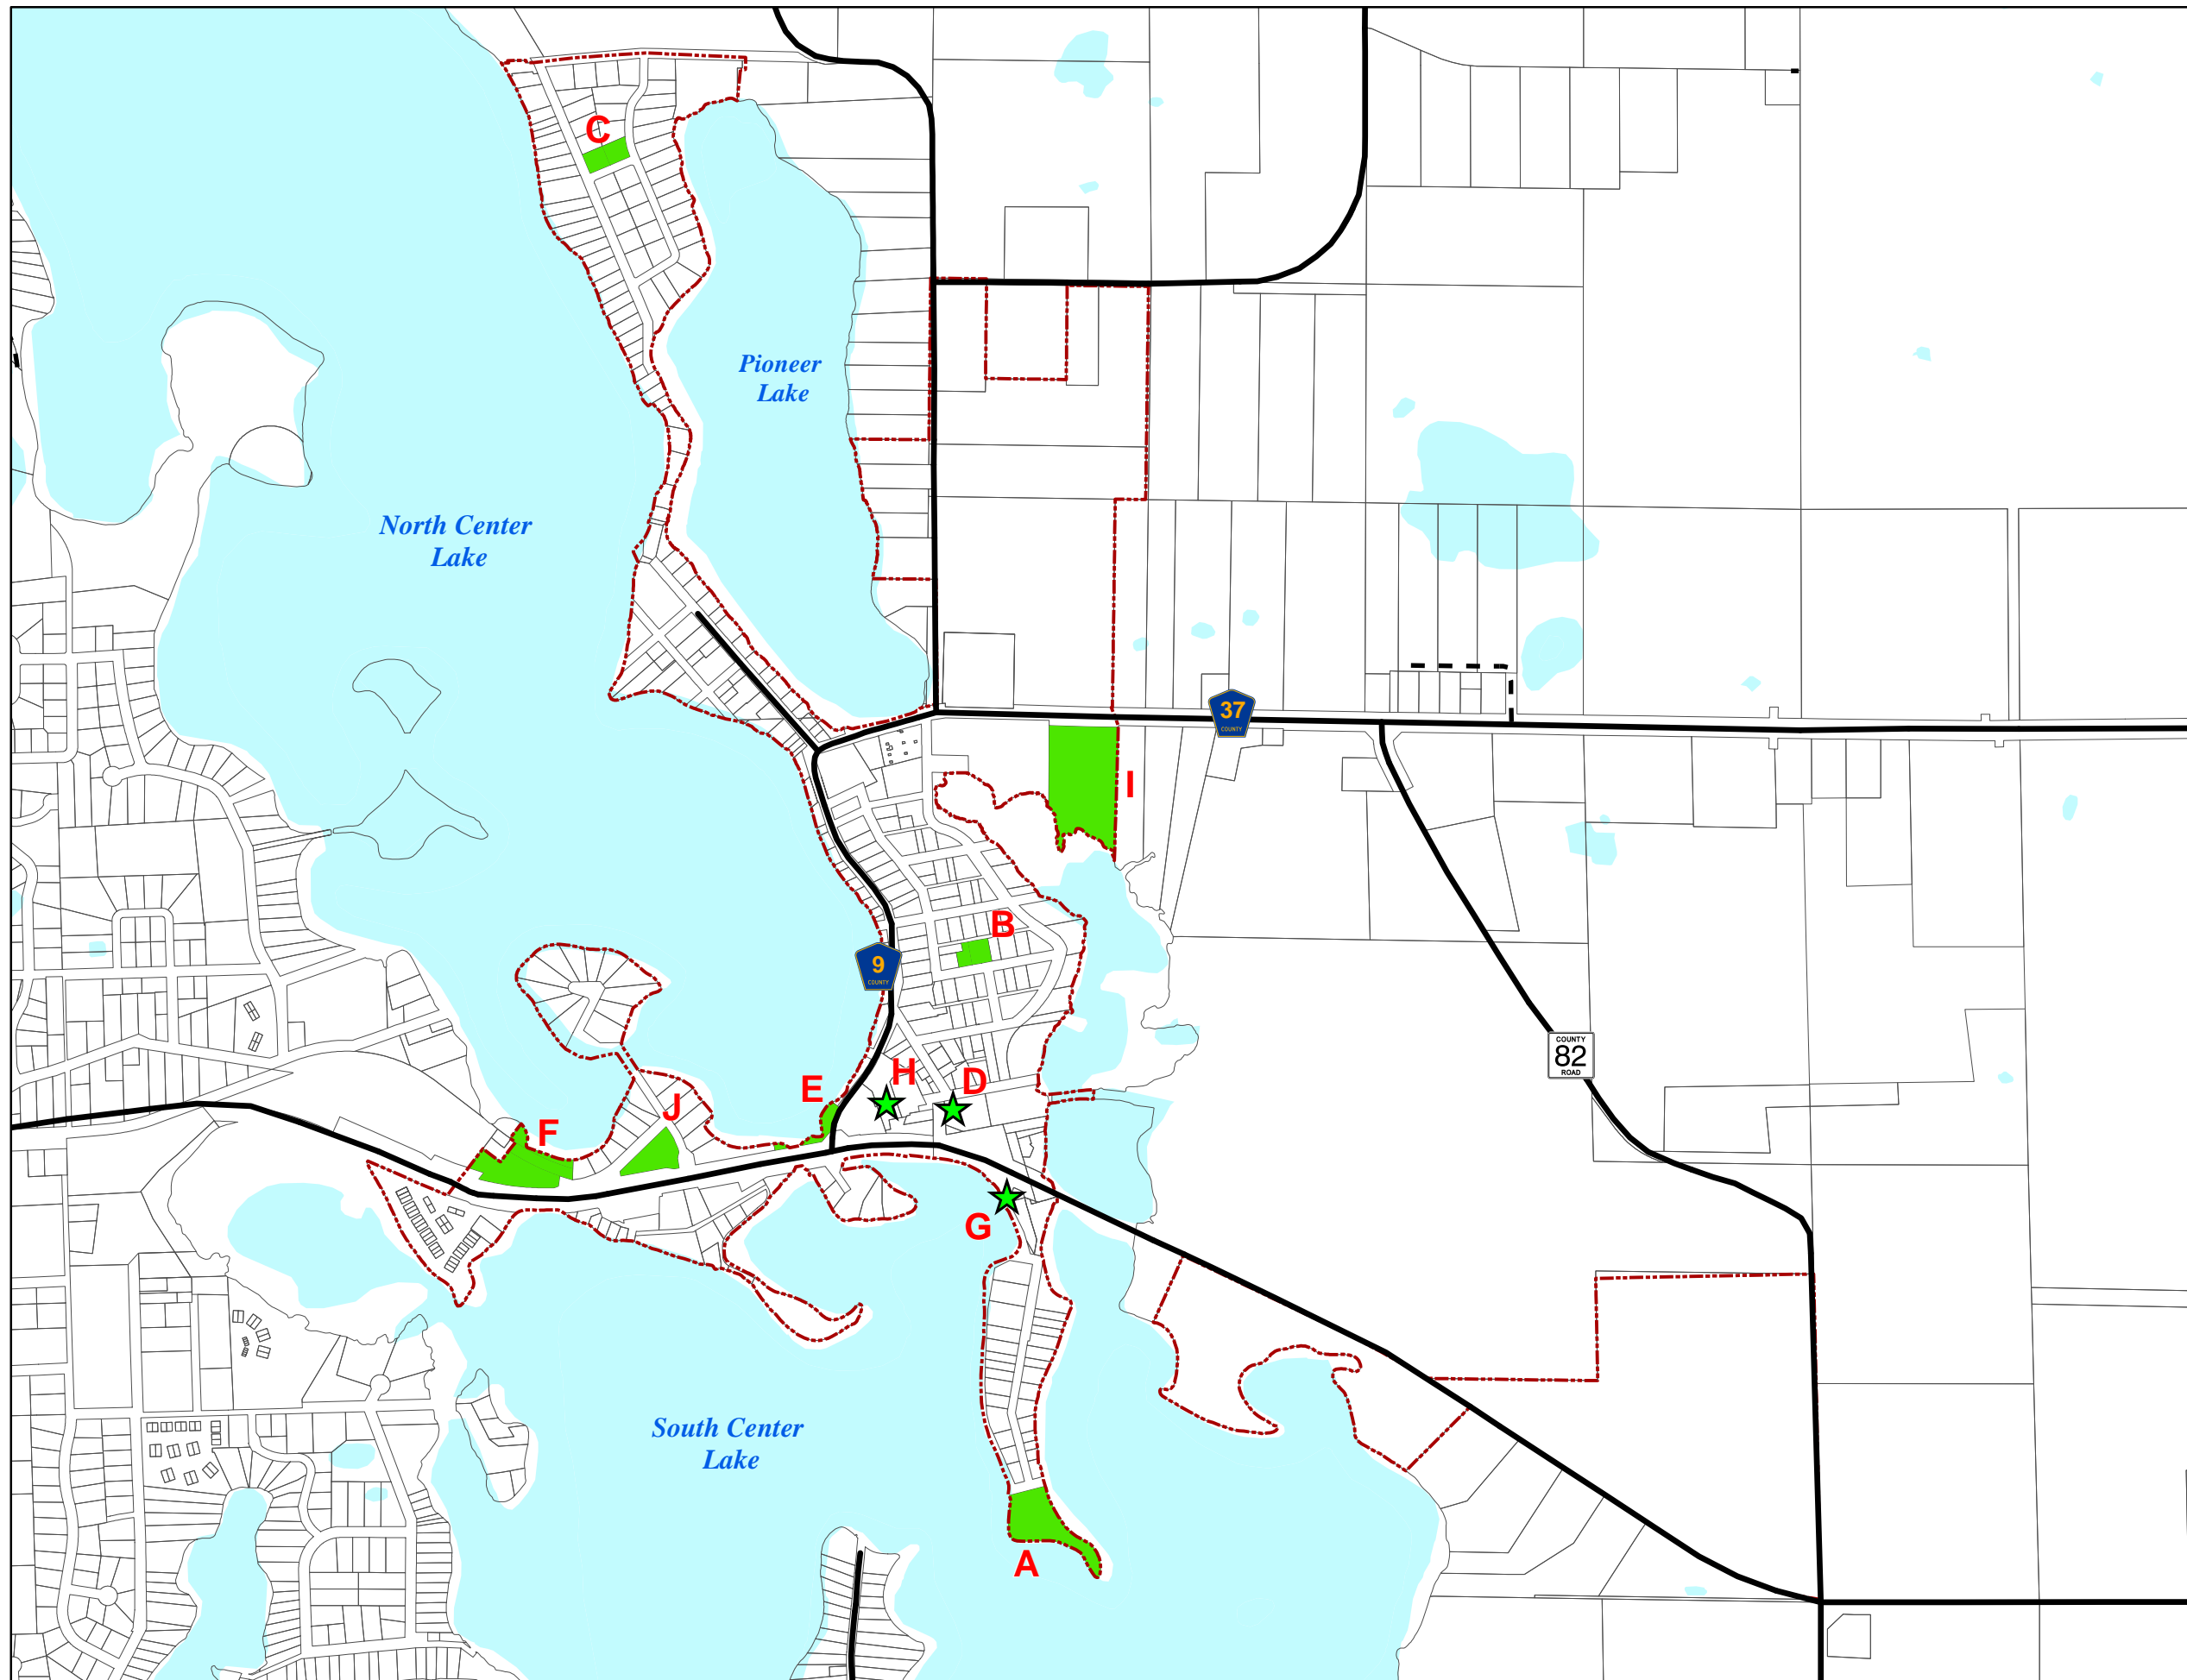 C
Pioneer
Lake
North Center
Lake
37
COUNTY
I
B
9
COUNTY
COUNTY
82
ROAD
H
D
E
J
F
G
South Center
Lake
A